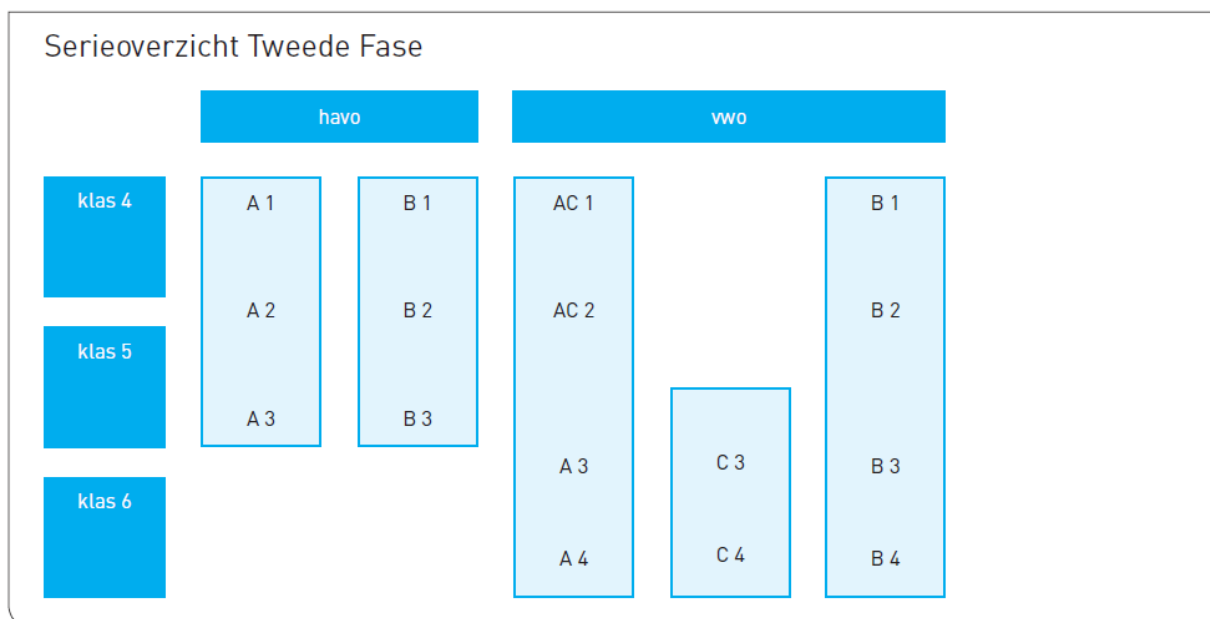 Serieoverzicht Tweede Fase
havo vwo
klas 4 A 1 B 1 AC 1 B 1
A 2 B 2 AC 2 B 2
klas 5
A 3 B 3
A 3 C 3 B 3
klas 6
A 4 C 4 B 4